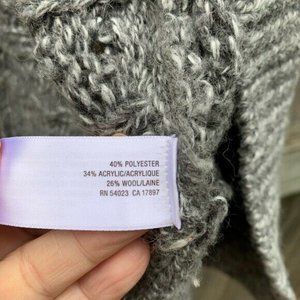 40% POLYESTER
34% ACRYLIC/ACRYLIQUE
26% WOOL/LAINE
RN 54023 CA 17897